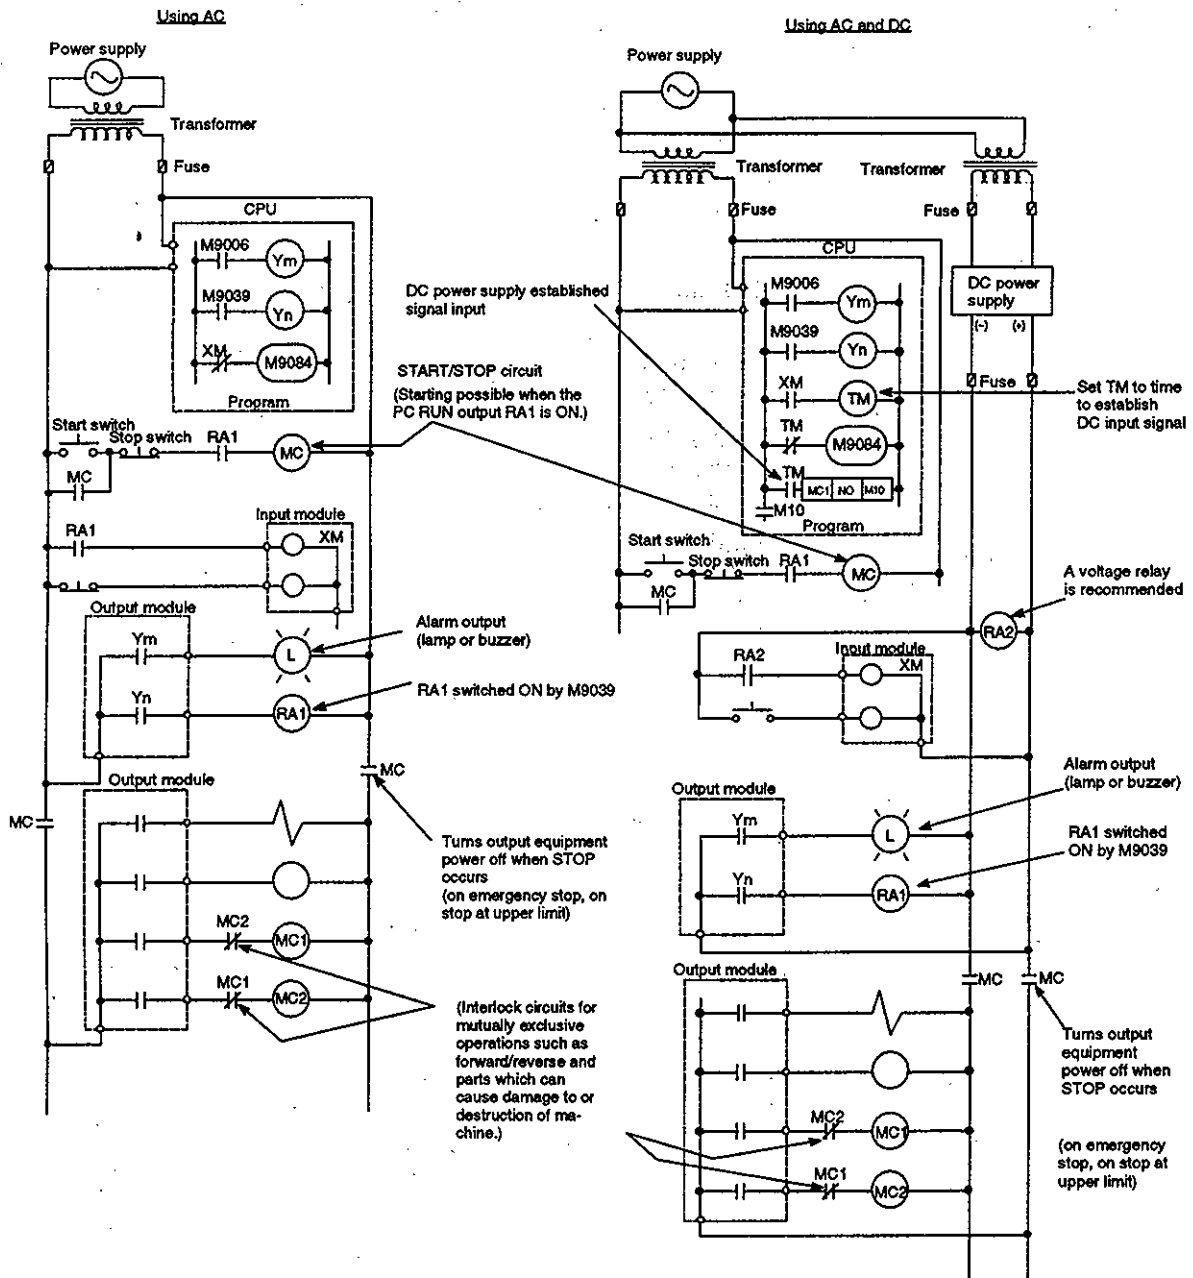 Using AC
Power supply
Transformer
Fuse
CPU
M9006
Ym
M9039
Yn
XM
M9084
Program
Start switch
Stop switch
RA1
MC
MC
RA1
Input module
XM
Output module
Ym
L
Yn
RA1
Output module
MC
MC
MC2
MC1
MC1
MC2
DC power supply established
signal input
START/STOP circuit
(Starting possible when the
PC RUN output RA1 is ON.)
Alarm output
(lamp or buzzer)
RA1 switched ON by M9039
Turns output equipment
power off when STOP
occurs
(on emergency stop, on
stop at upper limit)
(Interlock circuits for
mutually exclusive
operations such as
forward/reverse and
parts which can
cause damage to or
destruction of ma-
chine.)
Using AC and DC
Power supply
Transformer
Transformer
Fuse
Fuse
CPU
M9006
Ym
M9039
Yn
XM
TM
TM
M9084
TM
MC1 NO M10
M10
Program
DC power
supply
(-) (+)
Fuse
Set TM to time
to establish
DC input signal
Start switch
Stop switch
RA1
MC
MC
A voltage relay
is recommended
RA2
RA2
Input module
XM
Output module
Ym
L
Yn
RA1
Alarm output
(lamp or buzzer)
RA1 switched
ON by M9039
Output module
MC
MC
MC2
MC1
MC1
MC2
Turns output
equipment
power off when
STOP occurs
(on emergency
stop, on stop at
upper limit)